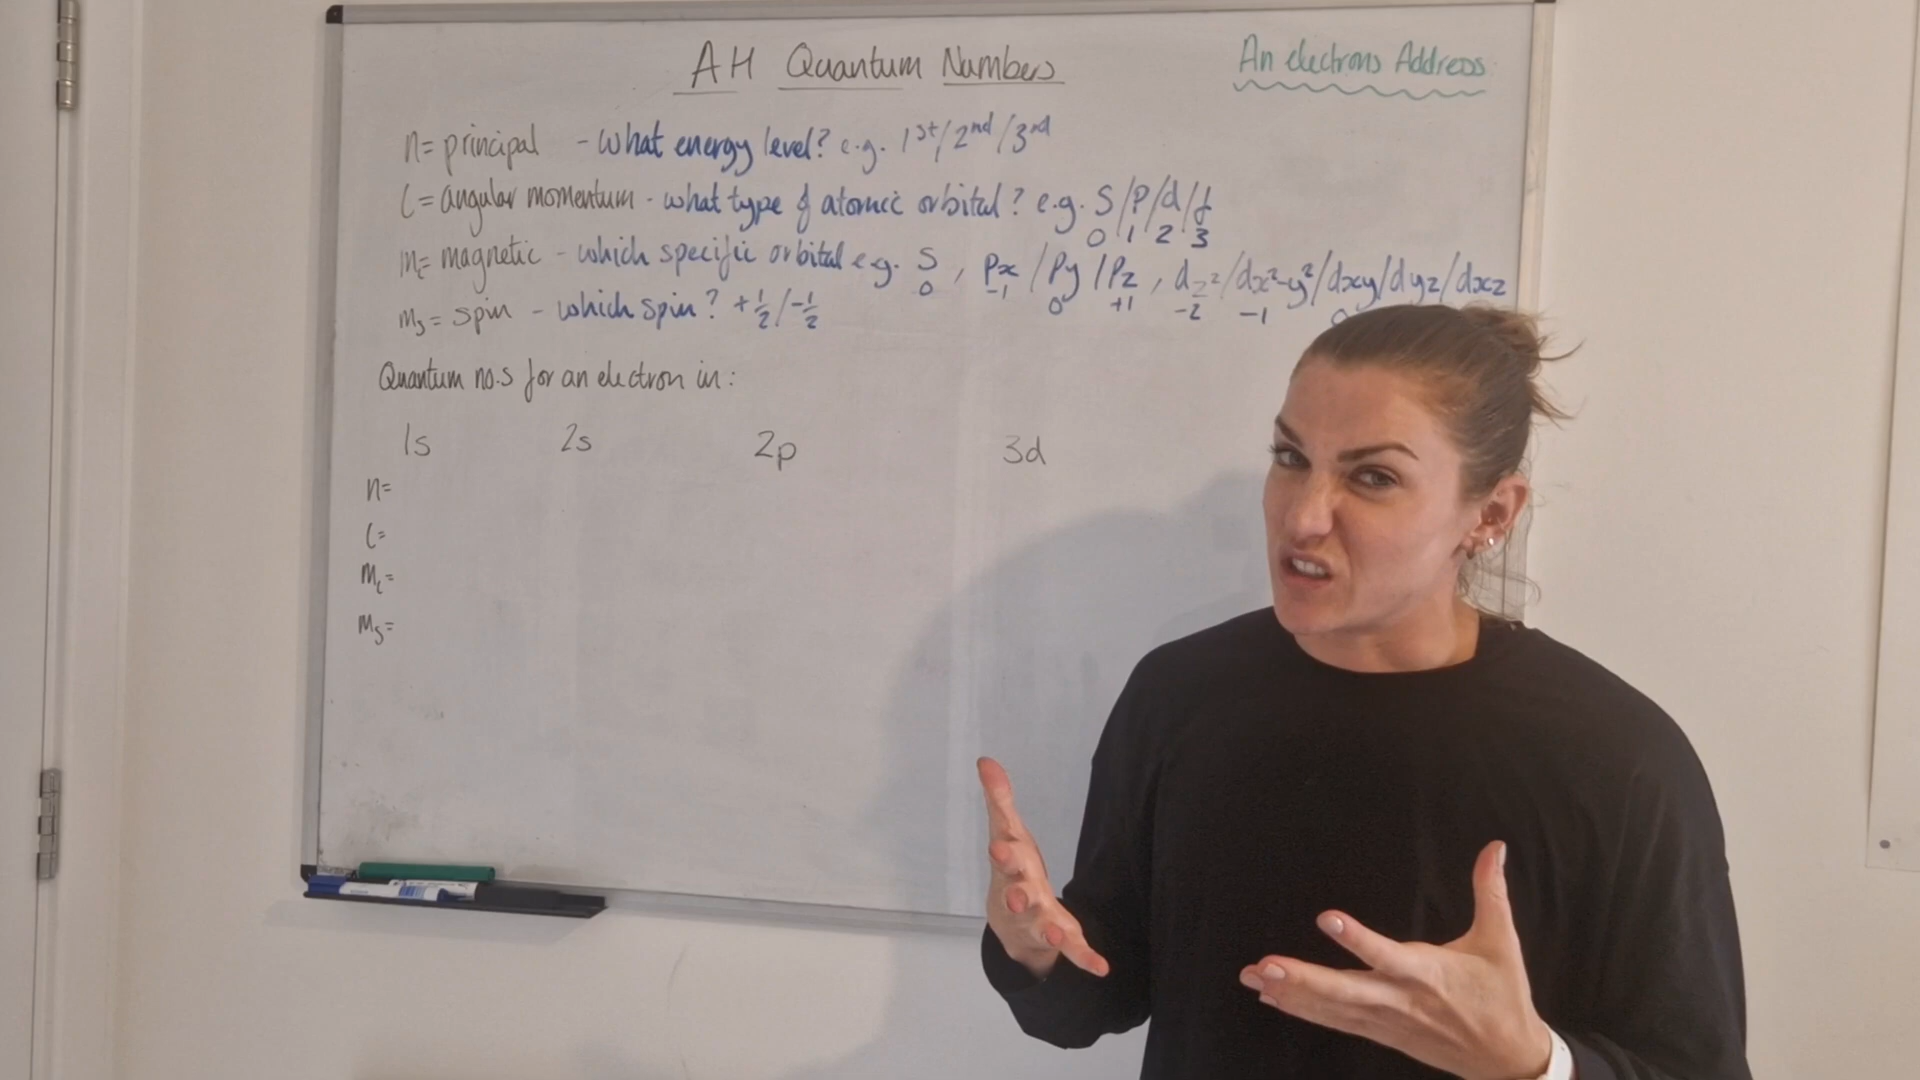 AH Quantum Numbers
An electrons Address
n= principal - What energy level? e.g. 1st/2nd/3rd
l= angular momentum - what type of atomic orbital? e.g. s/p/d/f
0 1 2 3
ml= magnetic - which specific orbital e.g. s, px/py/pz, dz²/dx²-y²/dxy/dyz/dxz
0 -1 0 +1 -2 -1
ms= spin - which spin? +1/2/-1/2
Quantum no.s for an electron in:
1s 2s 2p 3d
n=
l=
ml=
ms=